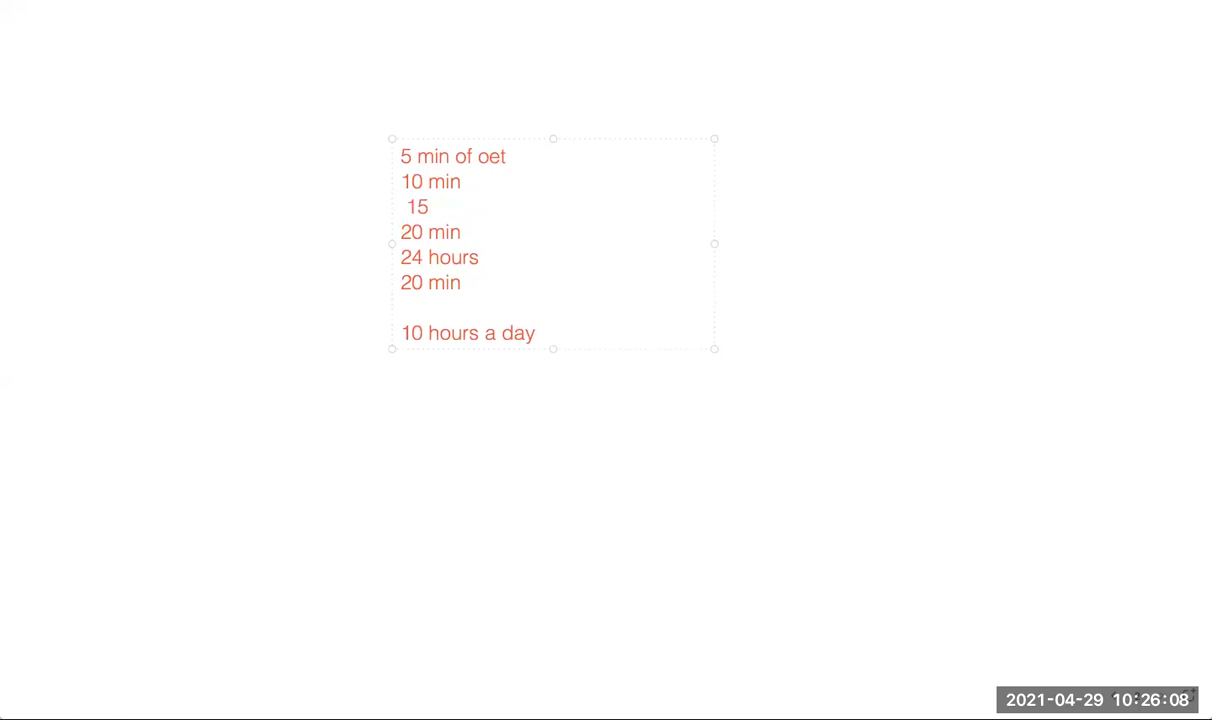 5 min of oet
10 min
15
20 min
24 hours
20 min
10 hours a day
2021-04-29 10:26:08